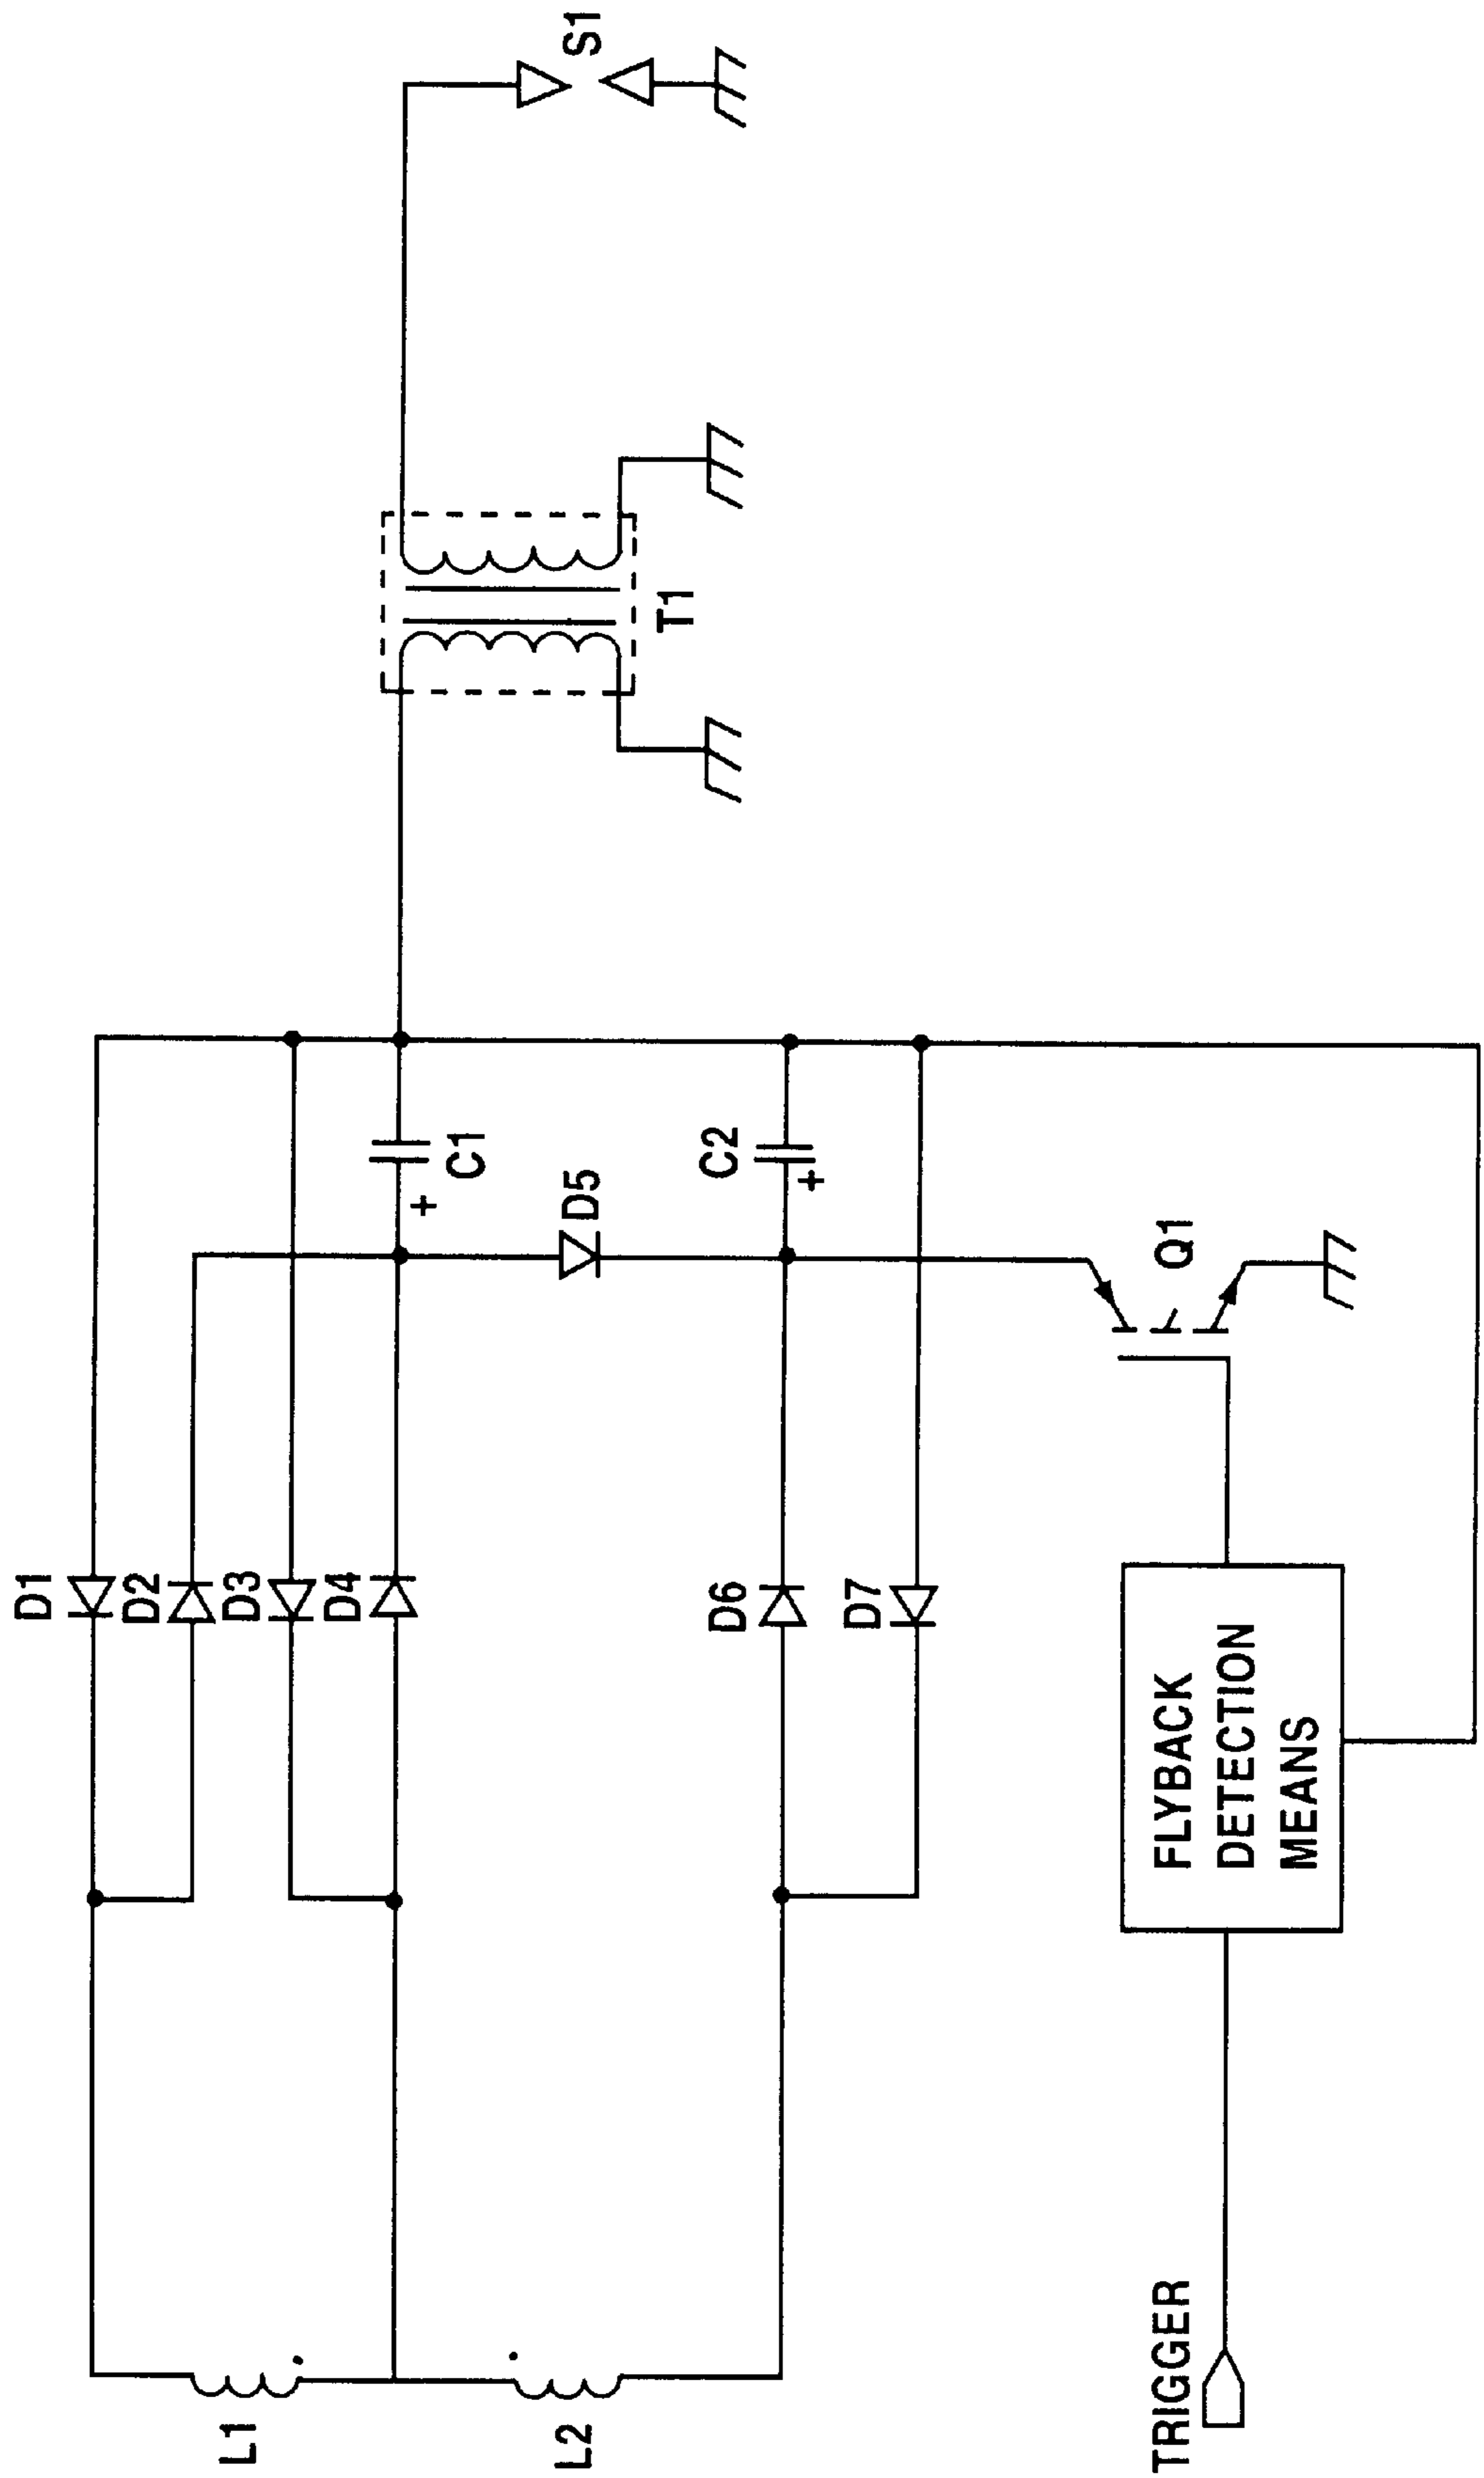 L1
L2
TRIGGER
D1
D2
D3
D4
D6
D7
FLYBACK
DETECTION
MEANS
+
C1
D5
C2
+
Q1
T1
S1